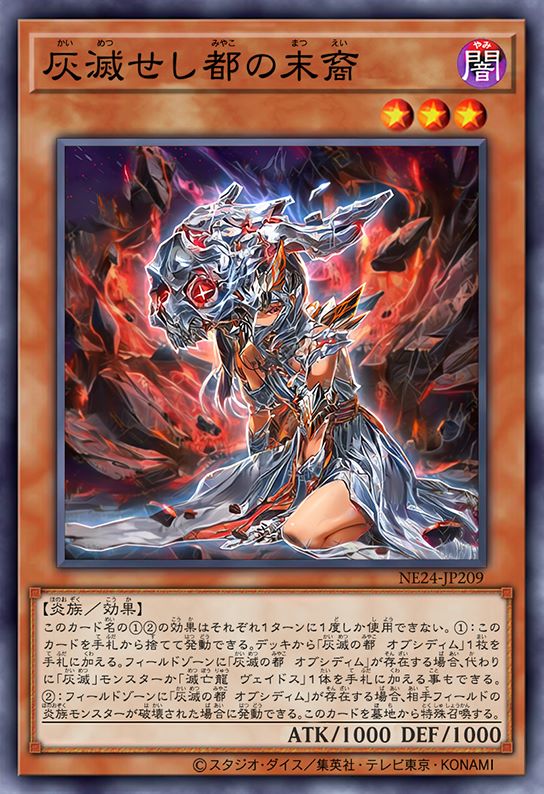 灰滅せし都の末裔
闇
NE24-JP209
【炎族／効果】
このカード名の①②の効果はそれぞれ1ターンに1度しか使用できない。①：この
カードを手札から捨てて発動できる。デッキから「灰滅の都 オブシディム」1枚を
手札に加える。フィールドゾーンに「灰滅の都 オブシディム」が存在する場合、代わり
に「灰滅」モンスターか「滅亡龍 ヴェイドス」1体を手札に加える事もできる。
②：フィールドゾーンに「灰滅の都 オブシディム」が存在する場合、相手フィールドの
炎族モンスターが破壊された場合に発動できる。このカードを墓地から特殊召喚する。
ATK/1000 DEF/1000
©スタジオ・ダイス／集英社・テレビ東京・KONAMI